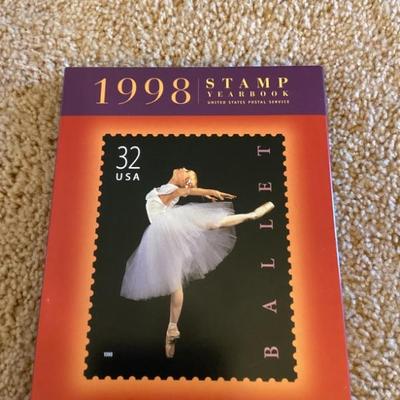 1998
STAMP
YEARBOOK
UNITED STATES POSTAL SERVICE
32
USA
BALLET
1998